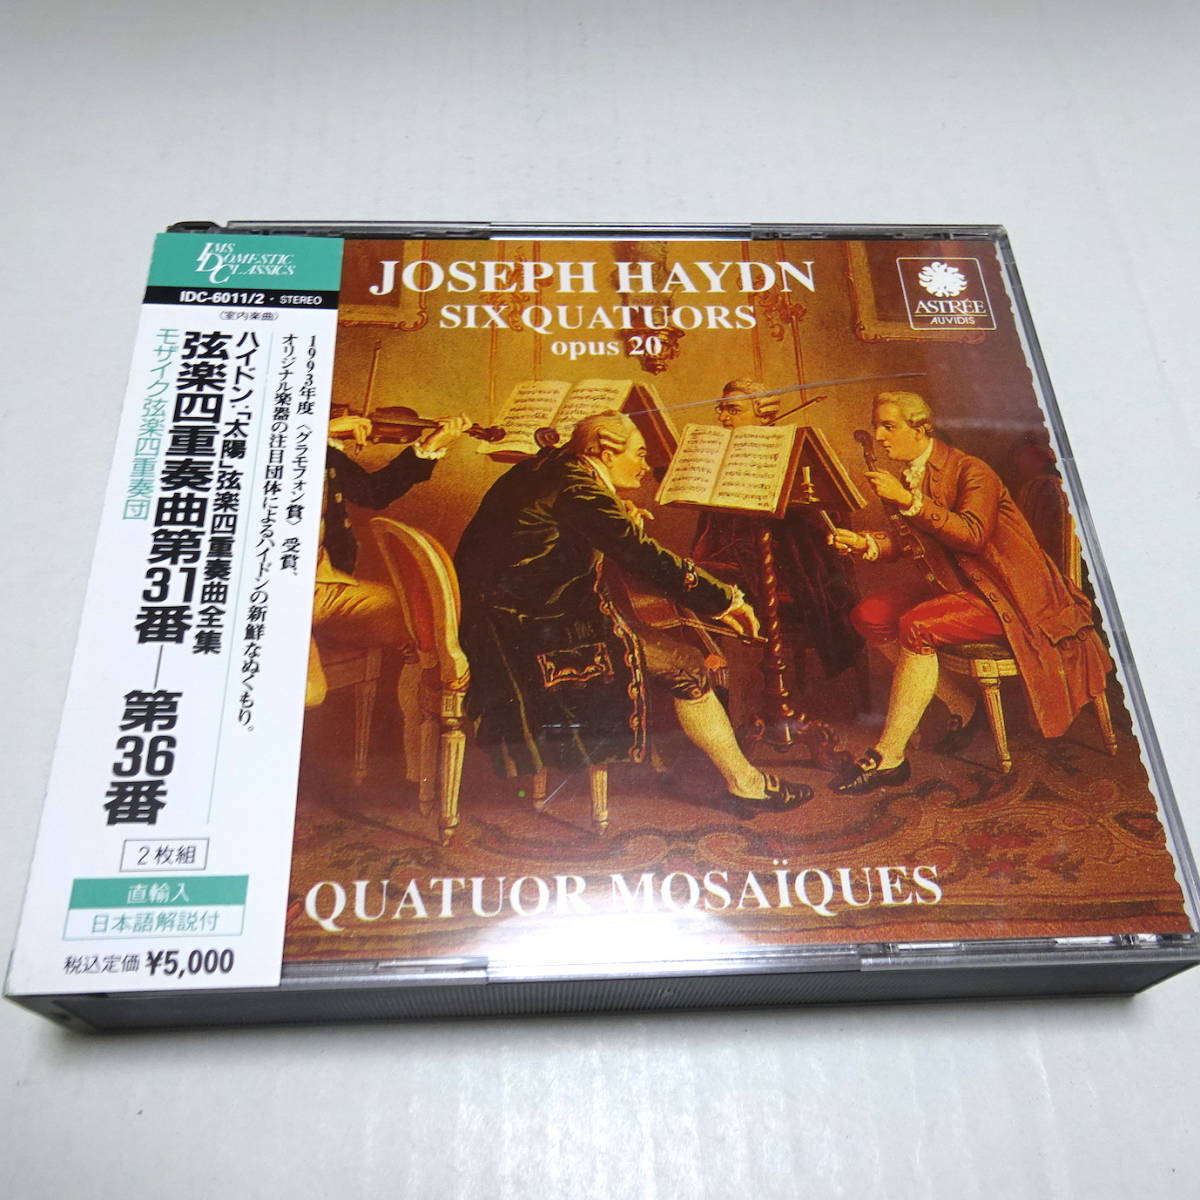 IMS
DOMESTIC
CLASSICS
IDC-6011/2・STEREO
〈室内楽曲〉
1993年度〈グラモフォン賞〉受賞、
オリジナル楽器の注目団体によるハイドンの新鮮なぬくもり。
ハイドン：「太陽」弦楽四重奏曲全集
弦楽四重奏曲第31番──第36番
モザイク弦楽四重奏団
2枚組
直輸入
日本語解説付
税込定価¥5,000
JOSEPH HAYDN
SIX QUATUORS
opus 20
ASTRÉE
AUVIDIS
QUATUOR MOSAÏQUES